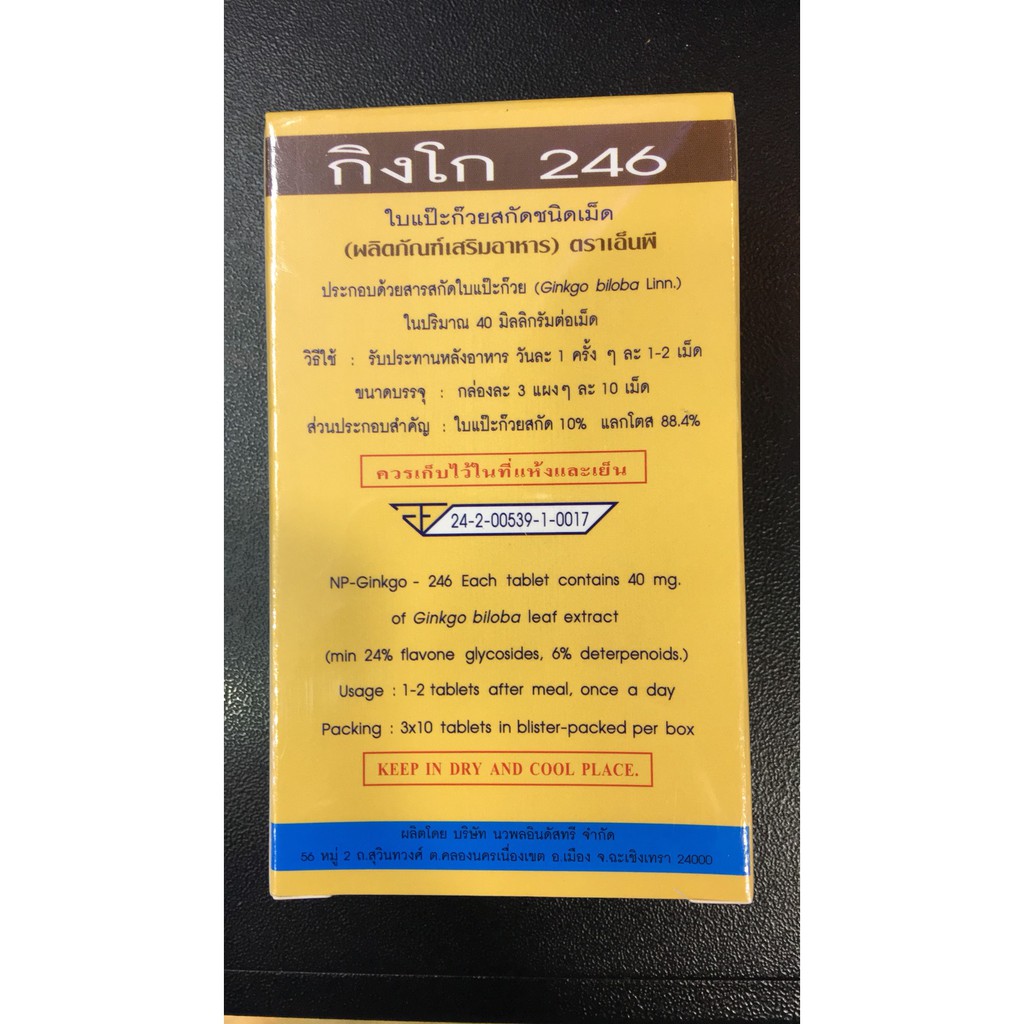 กิงโก 246
ใบแป๊ะก๊วยสกัดชนิดเม็ด
(ผลิตภัณฑ์เสริมอาหาร) ตราเอ็นพี
ประกอบด้วยสารสกัดใบแป๊ะก๊วย (Ginkgo biloba Linn.)
ในปริมาณ 40 มิลลิกรัมต่อเม็ด
วิธีใช้ : รับประทานหลังอาหาร วันละ 1 ครั้ง ๆ ละ 1-2 เม็ด
ขนาดบรรจุ : กล่องละ 3 แผงๆ ละ 10 เม็ด
ส่วนประกอบสำคัญ : ใบแป๊ะก๊วยสกัด 10% แลกโตส 88.4%
ควรเก็บไว้ในที่แห้งและเย็น
24-2-00539-1-0017
NP-Ginkgo - 246 Each tablet contains 40 mg.
of Ginkgo biloba leaf extract
(min 24% flavone glycosides, 6% deterpenoids.)
Usage : 1-2 tablets after meal, once a day
Packing : 3x10 tablets in blister-packed per box
KEEP IN DRY AND COOL PLACE.
ผลิตโดย บริษัท นวพลอินดัสทรี จำกัด
56 หมู่ 2 ถ.สุวินทวงศ์ ต.คลองนครเนื่องเขต อ.เมือง จ.ฉะเชิงเทรา 24000